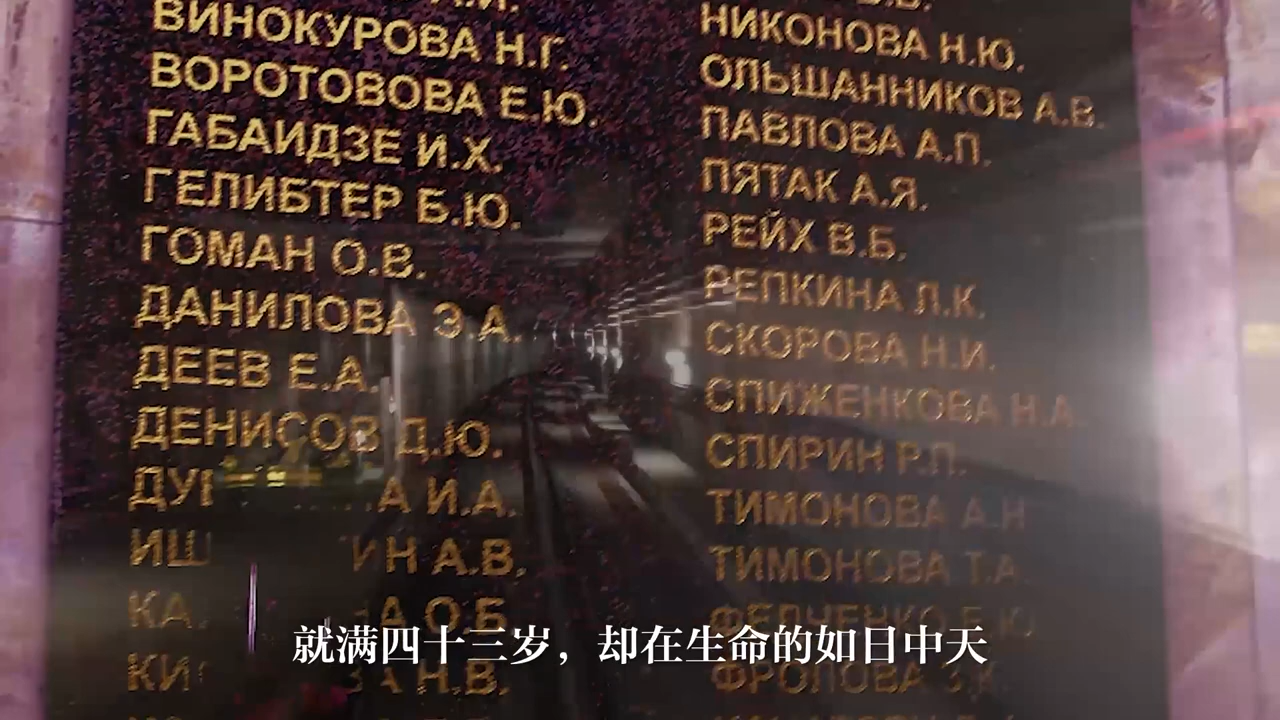 ВИНОКУРОВА Н.Г.
ВОРОТОВОВА Е.Ю.
ГАБАИДЗЕ И.Х.
ГЕЛИБТЕР Б.Ю.
ГОМАН О.В.
ДАНИЛОВА Э.А.
ДЕЕВ Е.А.
ДЕНИСОВ Д.Ю.
И.А.
А.В.
О.Б.
Н.В.
НИКОНОВА Н.Ю.
ОЛЬШАННИКОВ А.В.
ПАВЛОВА А.П.
ПЯТАК А.Я.
РЕЙХ В.Б.
РЕПКИНА Л.К.
СКОРОВА Н.И.
СПИЖЕНКОВА Н.А.
СПИРИН Р.П.
ТИМОНОВА А.Н
ТИМОНОВА Т.А.
ФРОЛОВА
就满四十三岁，却在生命的如日中天